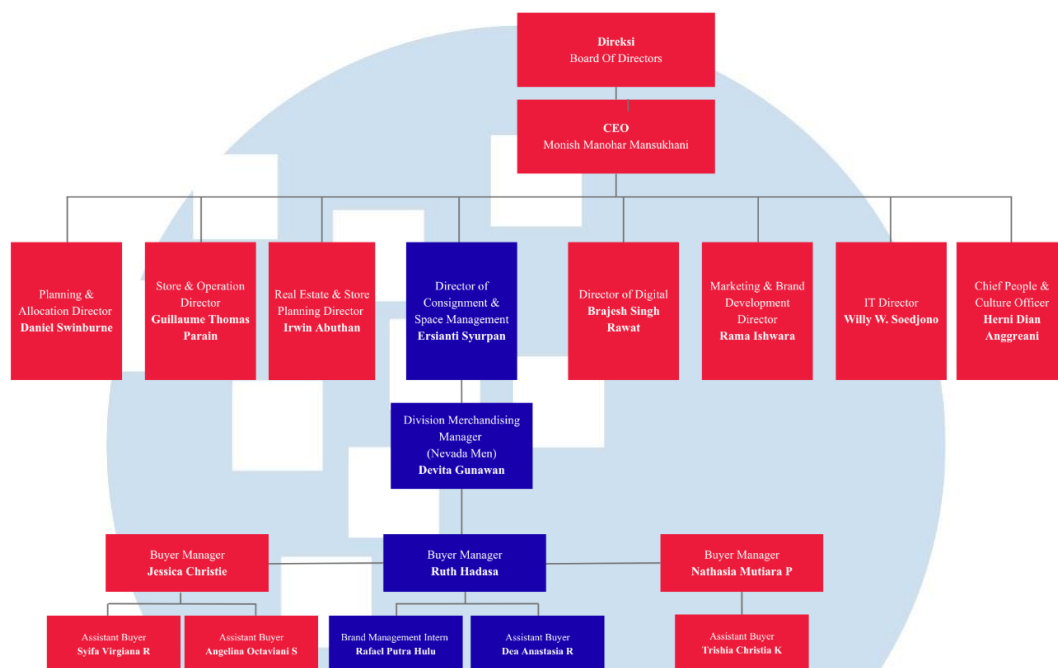 Direksi
Board Of Directors
CEO
Monish Manohar Mansukhani
Planning &
Allocation Director
Daniel Swinburne
Store & Operation
Director
Guillaume Thomas
Parain
Real Estate & Store
Planning Director
Irwin Abuthan
Director of
Consignment &
Space Management
Ersianti Syurpan
Director of Digital
Brajesh Singh
Rawat
Marketing & Brand
Development
Director
Rama Ishwara
IT Director
Willy W. Soedjono
Chief People &
Culture Officer
Herni Dian
Anggreani
Division Merchandising
Manager
(Nevada Men)
Devita Gunawan
Buyer Manager
Jessica Christie
Buyer Manager
Ruth Hadasa
Buyer Manager
Nathasia Mutiara P
Assistant Buyer
Syifa Virgiana R
Assistant Buyer
Angelina Octaviani S
Brand Management Intern
Rafael Putra Hulu
Assistant Buyer
Dea Anastasia R
Assistant Buyer
Trishia Christia K